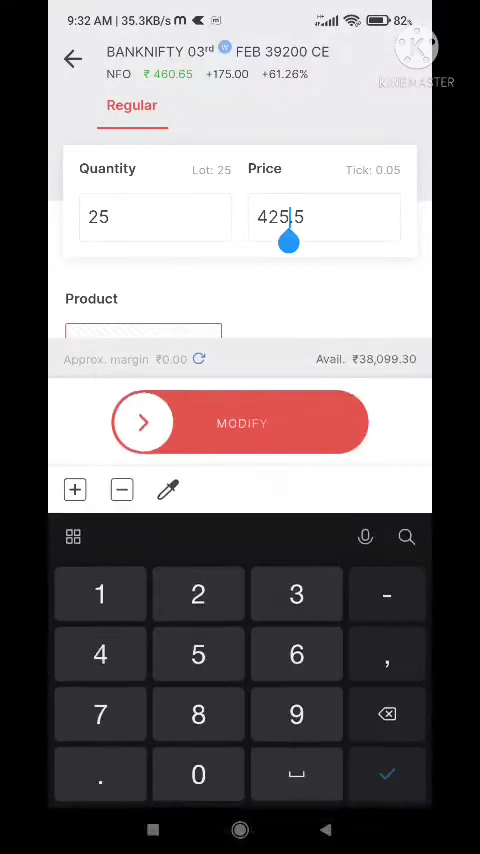 9:32 AM | 35.3KB/s
82%
BANKNIFTY 03rd W FEB 39200 CE
NFO ₹ 460.65 +175.00 +61.26%
KINEMASTER
Regular
Quantity Lot: 25 Price Tick: 0.05
25 425.5
Product
Approx. margin ₹0.00 Avail. ₹38,099.30
MODIFY
1 2 3 -
4 5 6 ,
7 8 9
. 0